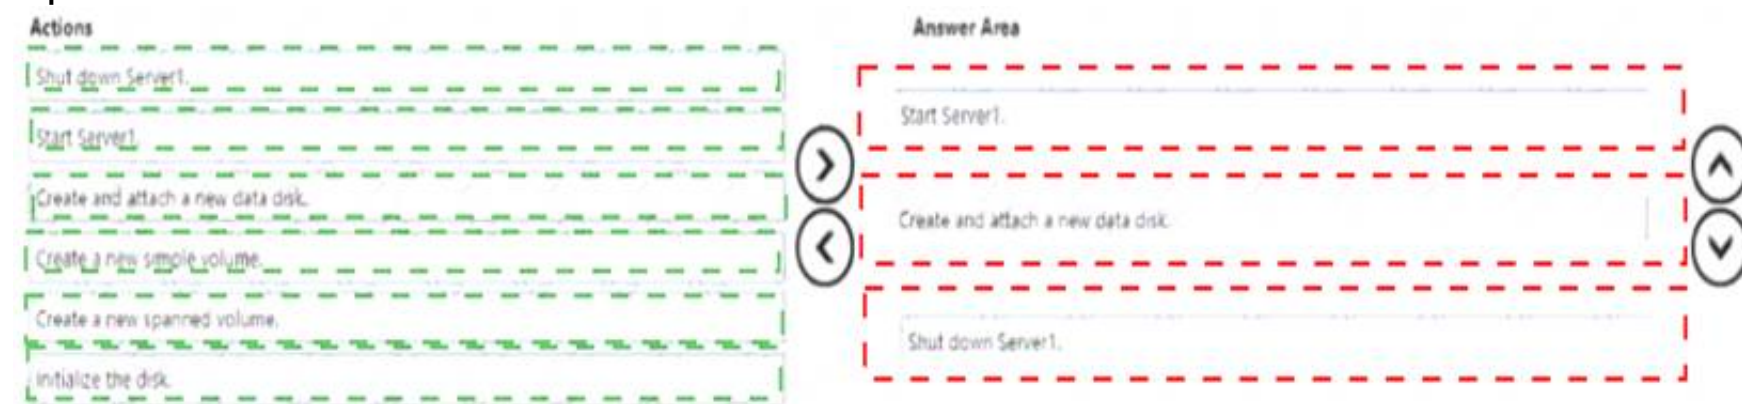 Actions
Shut down Server1.
Start Server1.
Create and attach a new data disk.
Create a new simple volume.
Create a new spanned volume.
Initialize the disk.
Answer Area
Start Server1.
Create and attach a new data disk.
Shut down Server1.